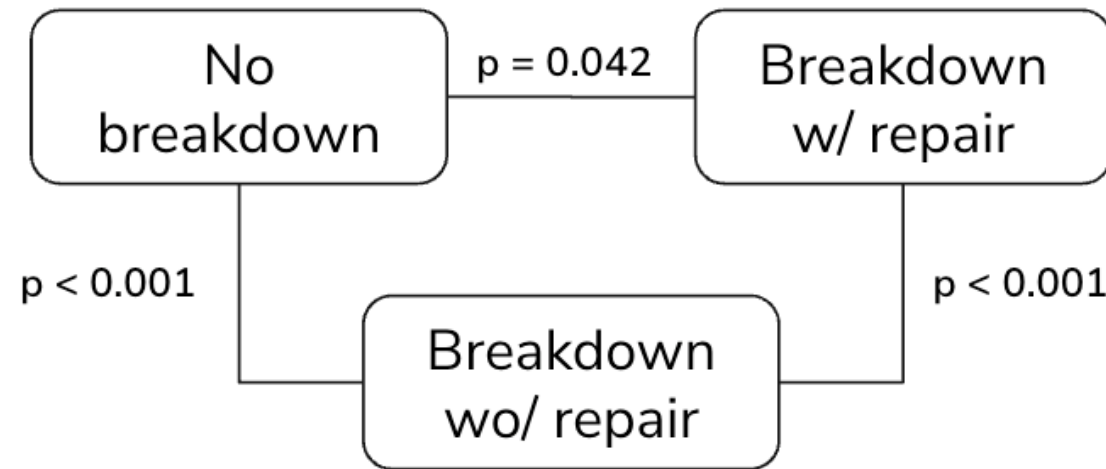 No
breakdown
p = 0.042
Breakdown
w/ repair
p < 0.001
p < 0.001
Breakdown
wo/ repair